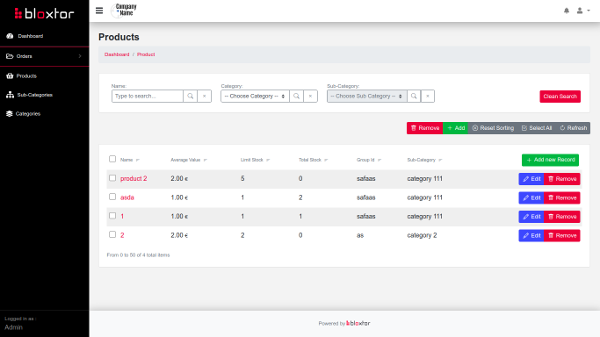 bloxtor
Company
Name
Dashboard
Orders
Products
Sub-Categories
Categories
Logged in as :
Admin
Products
Dashboard / Product
Name: Category: Sub-Category:
Type to search... × -- Choose Category -- × -- Choose Sub Category -- × Clean Search
Remove + Add Reset Sorting Select All Refresh
Name Average Value Limit Stock Total Stock Group Id Sub-Category + Add new Record
product 2 2.00 € 5 0 safaas category 111 Edit Remove
asda 1.00 € 1 2 safaas category 111 Edit Remove
1 1.00 € 1 1 safaas category 111 Edit Remove
2 2.00 € 2 0 as category 2 Edit Remove
From 0 to 50 of 4 total items
Powered by bloxtor